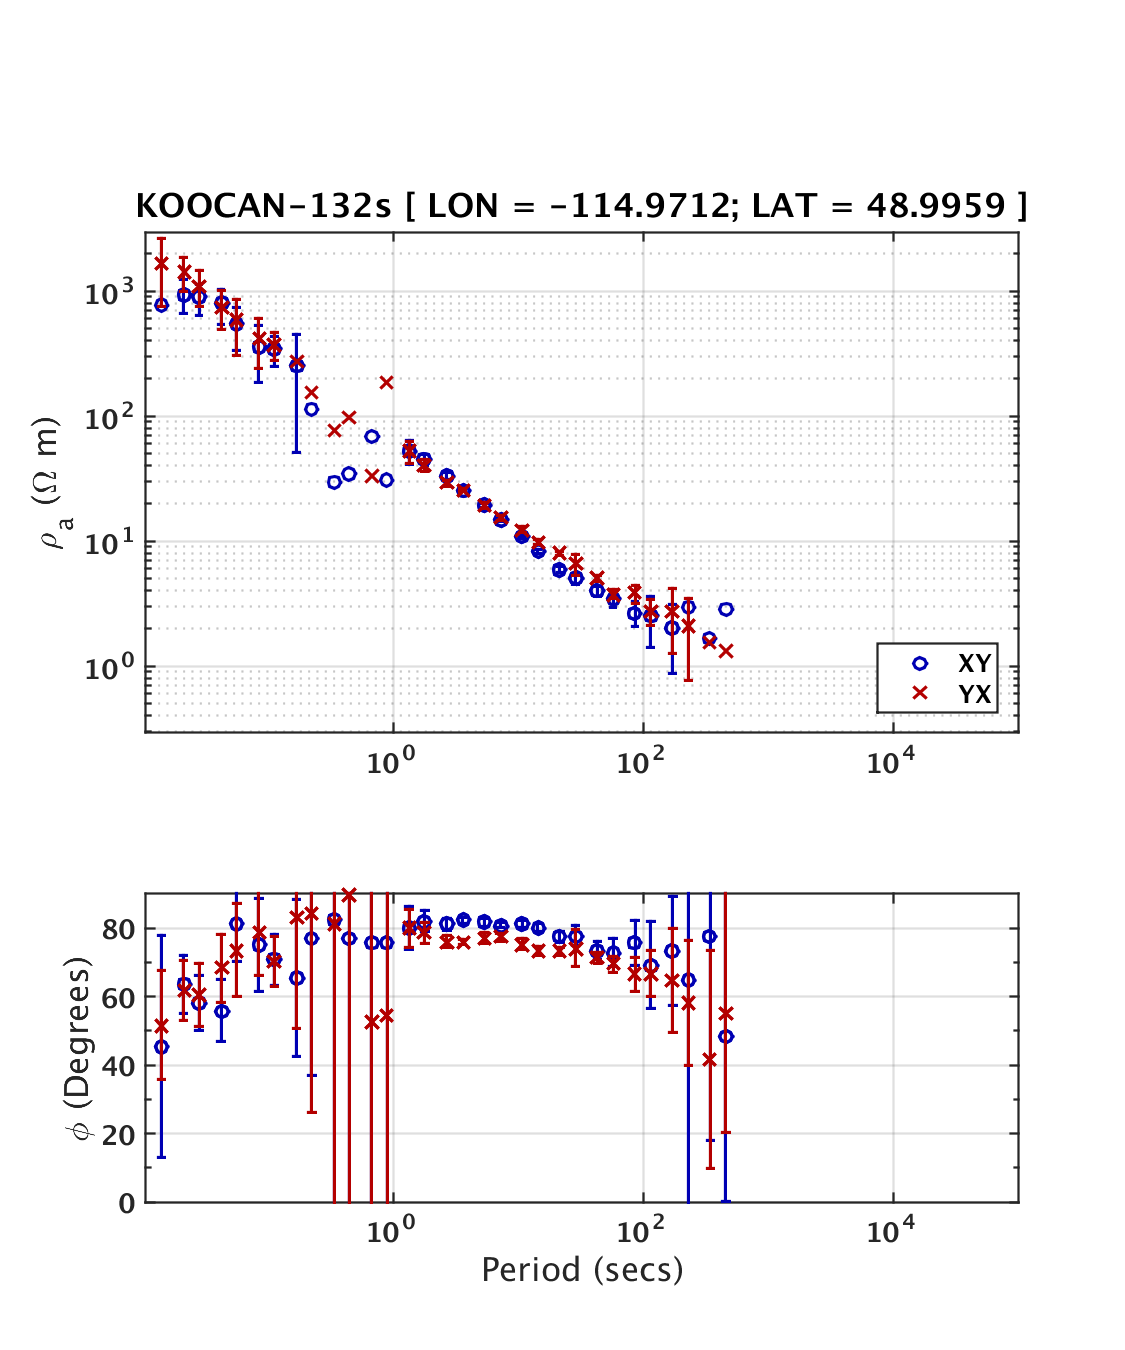 KOOCAN-132s [ LON = -114.9712; LAT = 48.9959 ]
10³
10²
10¹
10⁰
ρa (Ω m)
XY
YX
10⁰ 10² 10⁴
80
60
40
20
0
ϕ (Degrees)
10⁰ 10² 10⁴
Period (secs)